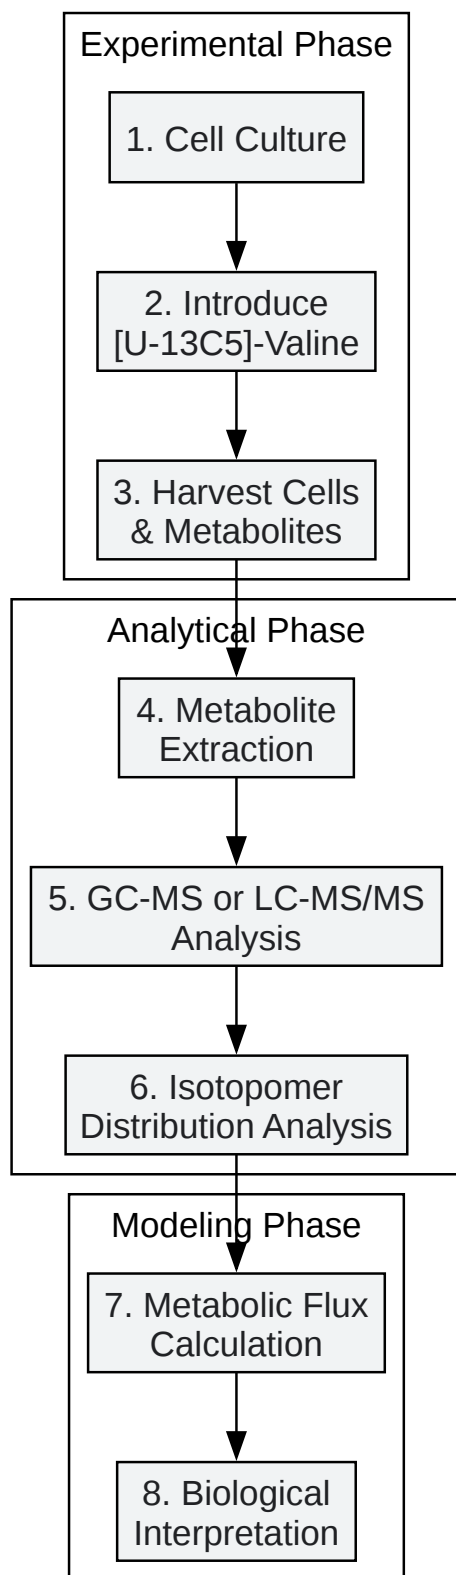 Experimental Phase
1. Cell Culture
2. Introduce
[U-13C5]-Valine
3. Harvest Cells
& Metabolites
Analytical Phase
4. Metabolite
Extraction
5. GC-MS or LC-MS/MS
Analysis
6. Isotopomer
Distribution Analysis
Modeling Phase
7. Metabolic Flux
Calculation
8. Biological
Interpretation